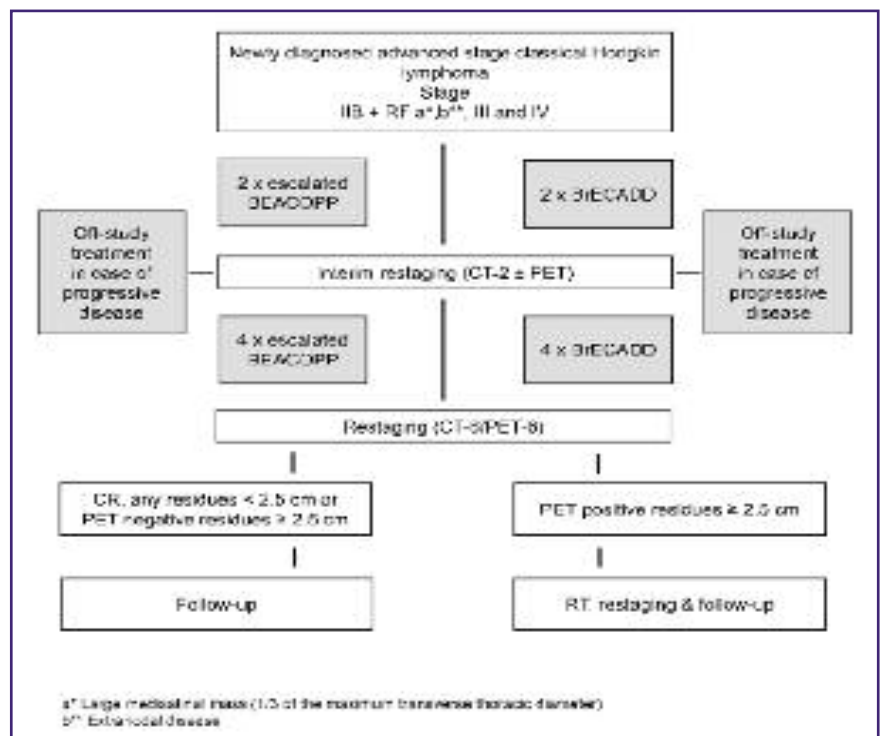 Newly diagnosed advanced stage classical Hodgkin
lymphoma
Stage
IIB + RF a*,b**, III and IV
2 x escalated
BEACOPP
2 x BrECADD
Off-study
treatment
in case of
progressive
disease
Interim restaging (CT-2 ± PET)
Off-study
treatment
in case of
progressive
disease
4 x escalated
BEACOPP
4 x BrECADD
Restaging (CT-6/PET-6)
CR, any residues < 2.5 cm or
PET negative residues ≥ 2.5 cm
PET positive residues ≥ 2.5 cm
Follow-up
RT, restaging & follow-up
a* Large mediastinal mass (1/3 of the maximum transverse thoracic diameter)
b** Extranodal disease